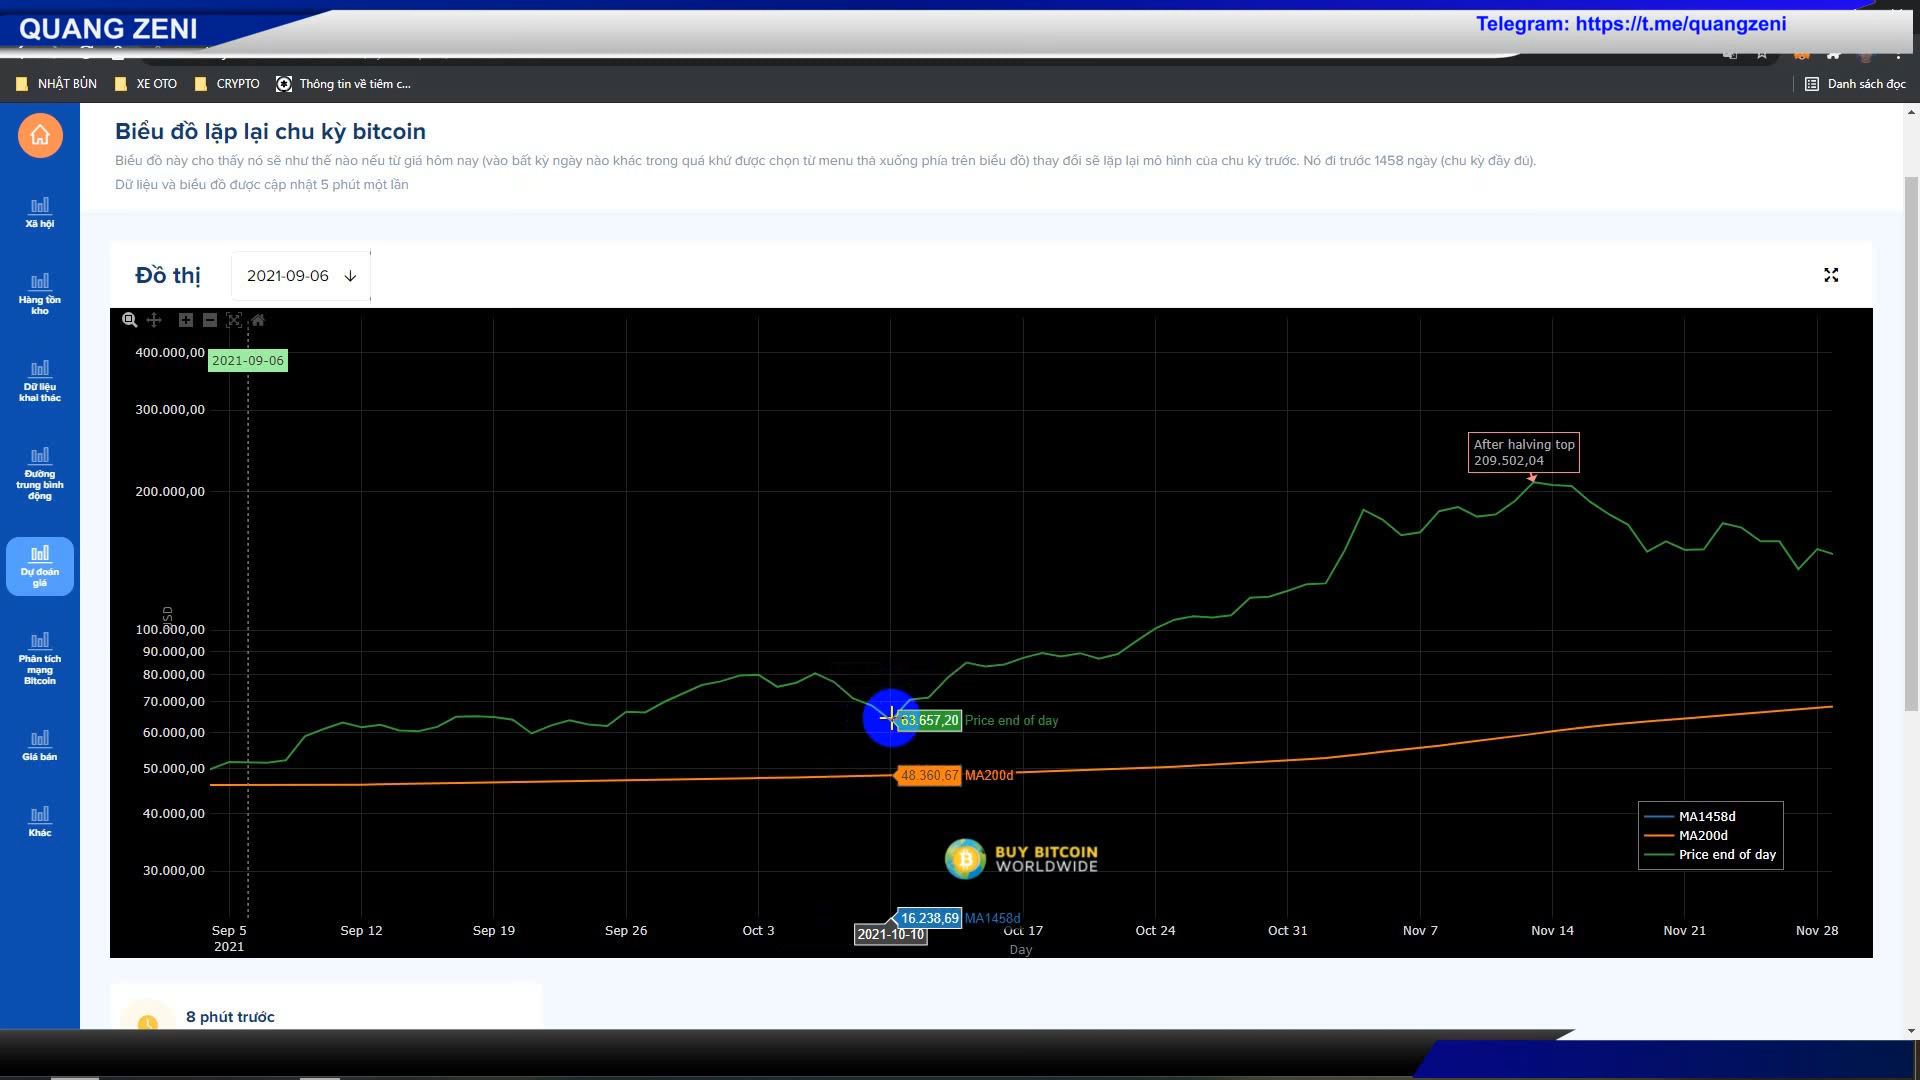 QUANG ZENI
Telegram: https://t.me/quangzeni
NHẬT BỦN
XE OTO
CRYPTO
Thông tin về tiêm c...
Danh sách đọc
Biểu đồ lặp lại chu kỳ bitcoin
Biểu đồ này cho thấy nó sẽ như thế nào nếu từ giá hôm nay (vào bất kỳ ngày nào khác trong quá khứ được chọn từ menu thả xuống phía trên biểu đồ) thay đổi sẽ lặp lại mô hình của chu kỳ trước. Nó đi trước 1458 ngày (chu kỳ đầy đủ).
Dữ liệu và biểu đồ được cập nhật 5 phút một lần
Xã hội
Hàng tồn
kho
Dữ liệu
khai thác
Đường
trung bình
động
Dự đoán
giá
Phân tích
mạng
Bitcoin
Giá bán
Khác
Đồ thị
2021-09-06
2021-09-06
400.000,00
300.000,00
200.000,00
100.000,00
90.000,00
80.000,00
70.000,00
60.000,00
50.000,00
40.000,00
30.000,00
USD
After halving top
209.502,04
63.657,20 Price end of day
48.360,67 MA200d
16.238,69 MA1458d
2021-10-10
BUY BITCOIN
WORLDWIDE
MA1458d
MA200d
Price end of day
Sep 5
2021
Sep 12
Sep 19
Sep 26
Oct 3
Oct 17
Oct 24
Oct 31
Nov 7
Nov 14
Nov 21
Nov 28
Day
8 phút trước